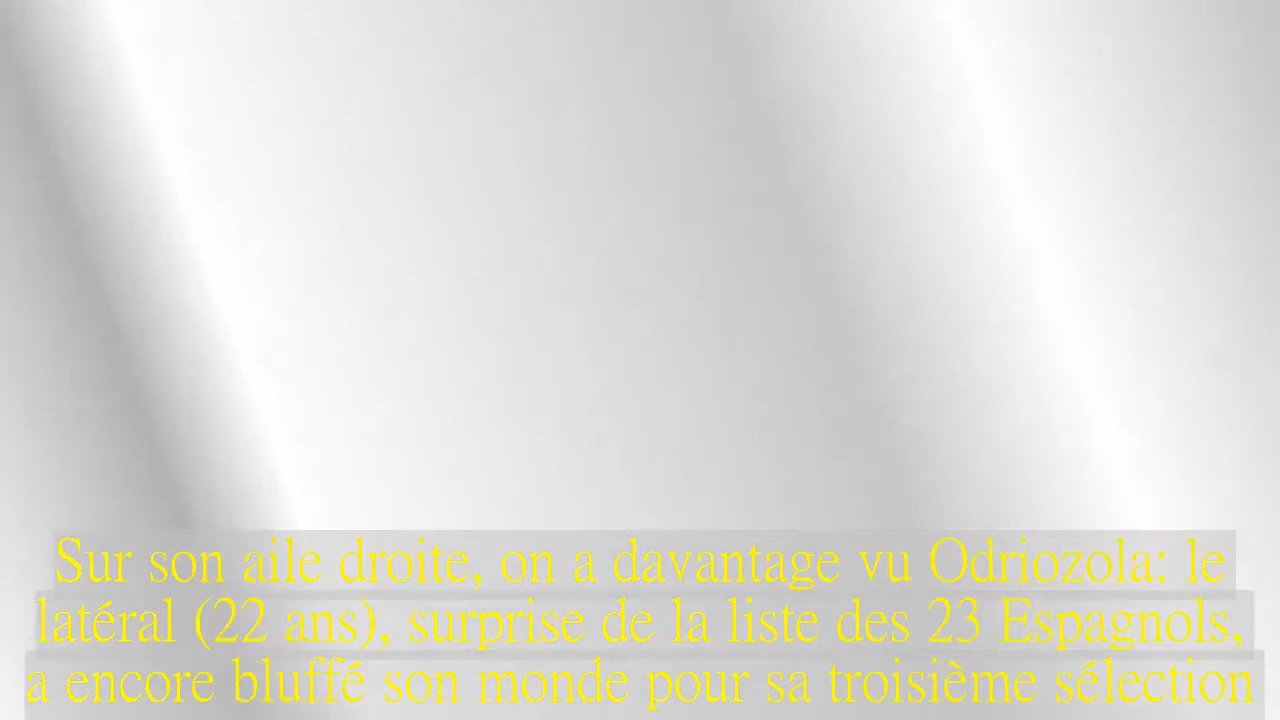 Sur son aile droite, on a davantage vu Odriozola: le
latéral (22 ans), surprise de la liste des 23 Espagnols,
a encore bluffé son monde pour sa troisième sélection